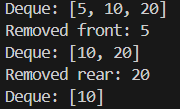 Deque: [5, 10, 20]
Removed front: 5
Deque: [10, 20]
Removed rear: 20
Deque: [10]